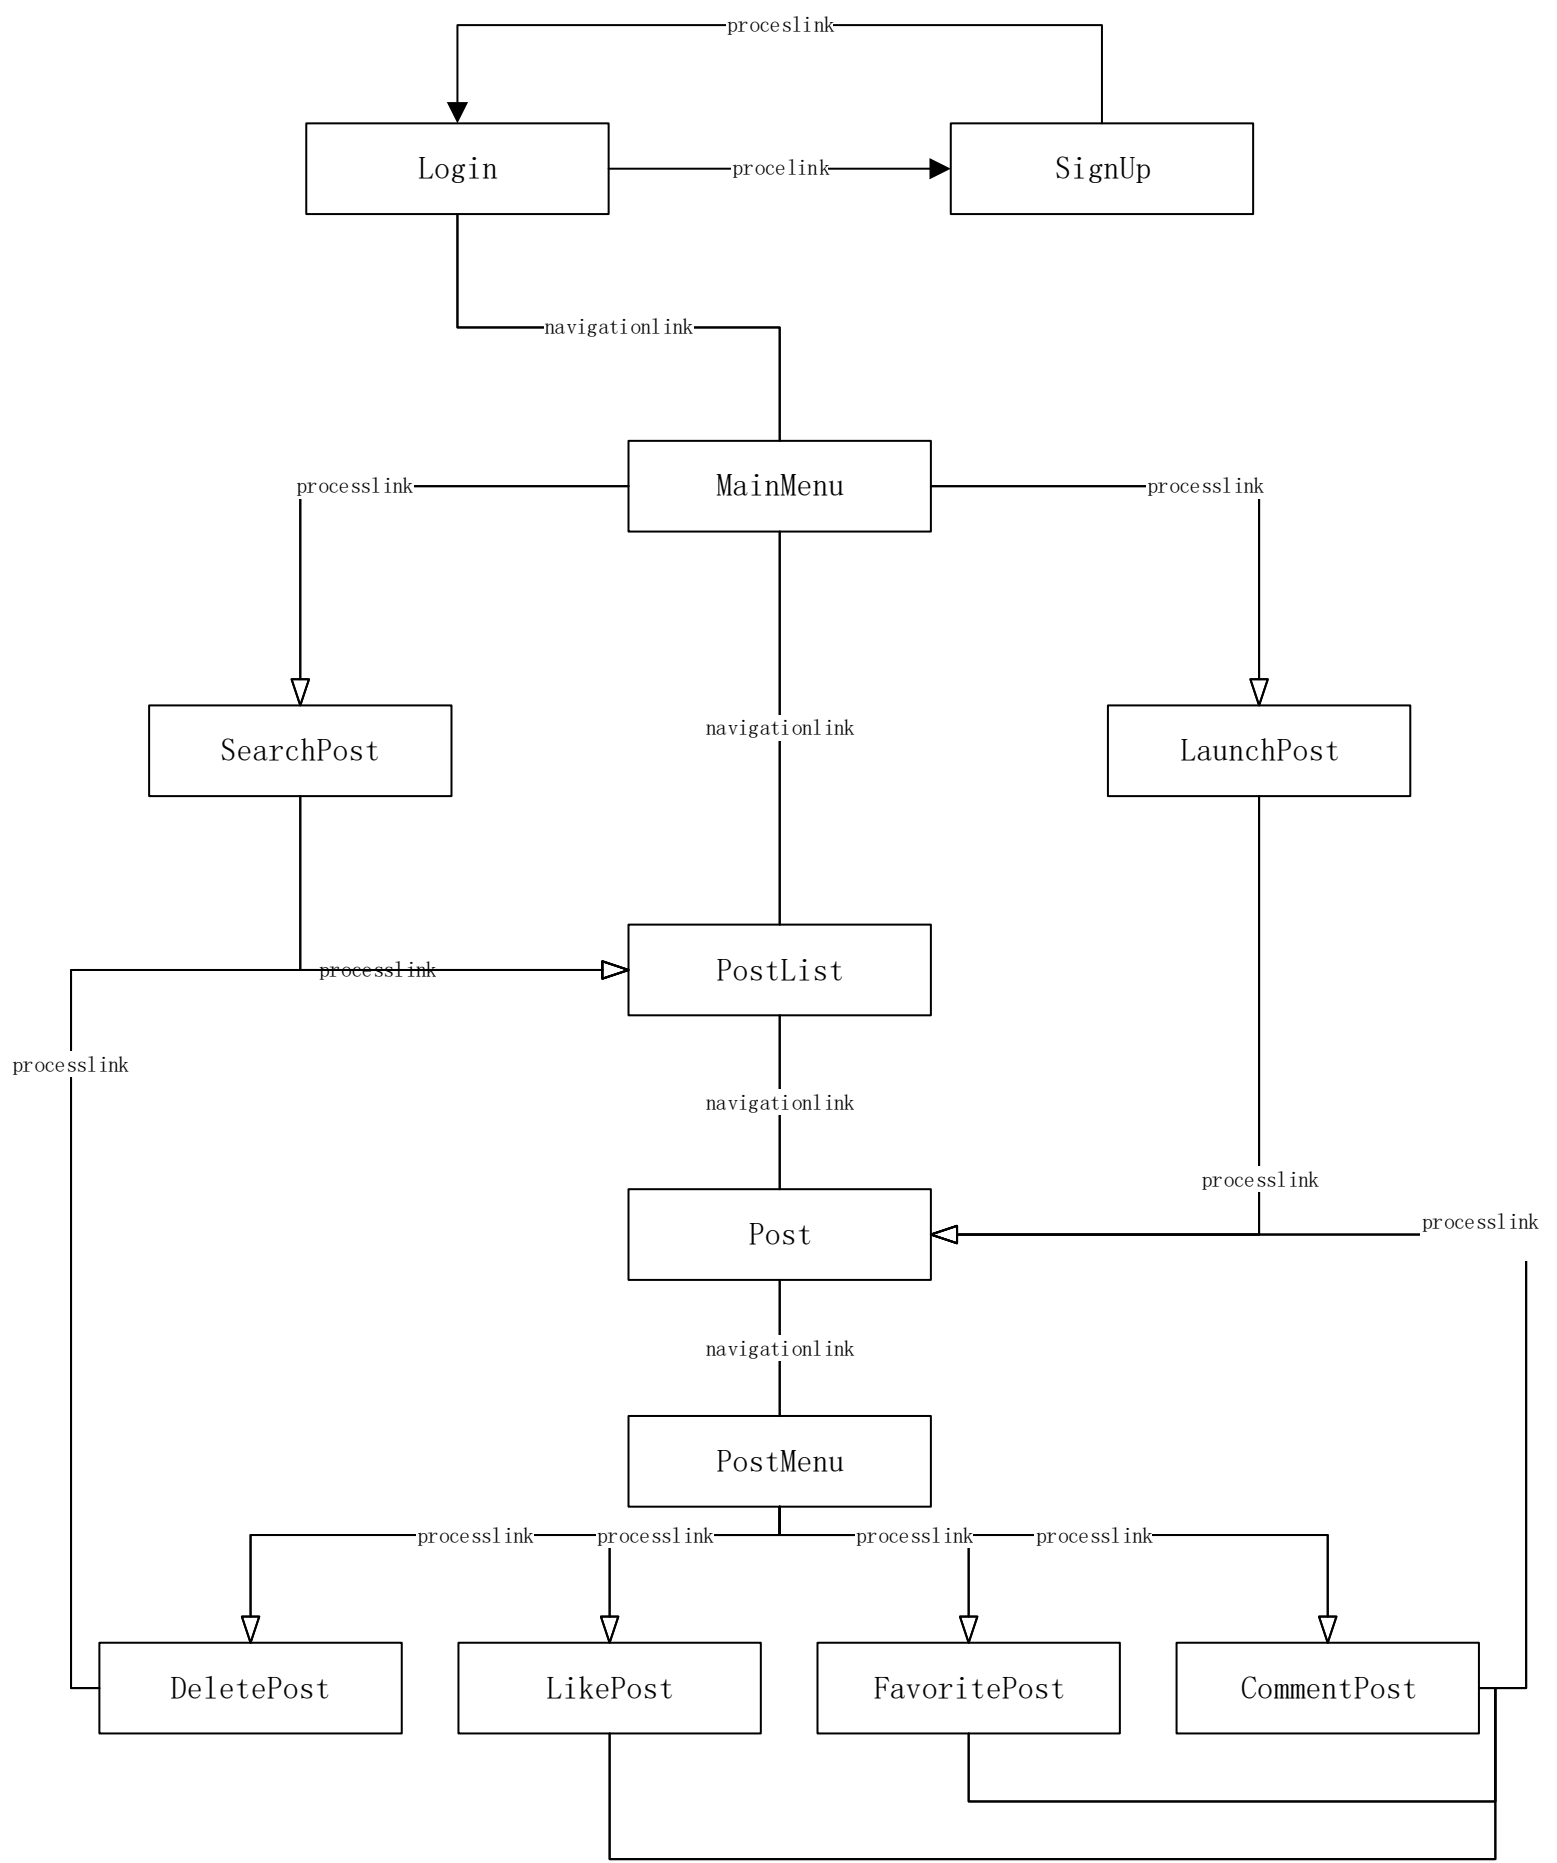 proceslink
Login
procelink
SignUp
navigationlink
processlink
MainMenu
processlink
navigationlink
SearchPost
LaunchPost
processlink
PostList
processlink
navigationlink
processlink
processlink
Post
navigationlink
PostMenu
processlink
processlink
processlink
processlink
DeletePost
LikePost
FavoritePost
CommentPost